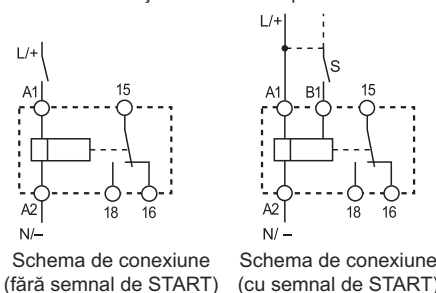 L/+
A1 15
A2 18 16
N/–
Schema de conexiune
(fără semnal de START)
L/+
S
A1 B1 15
A2 18 16
N/ –
Schema de conexiune
(cu semnal de START)